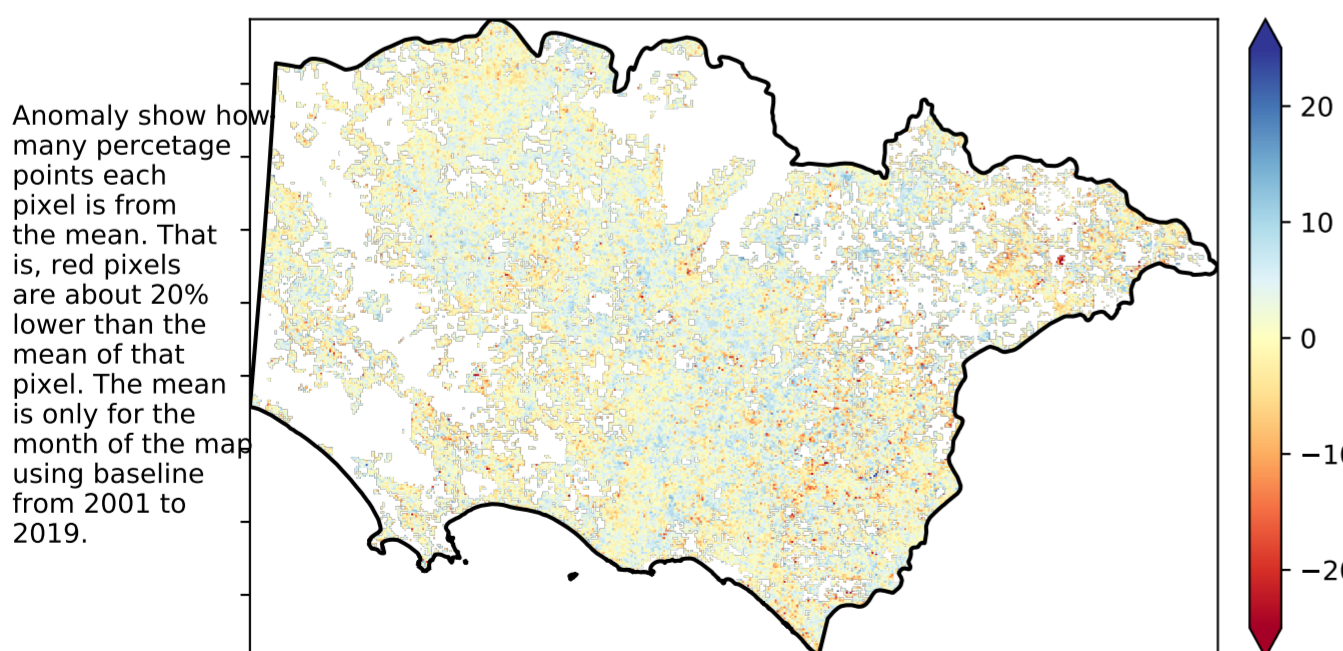 Anomaly show how
many percetage
points each
pixel is from
the mean. That
is, red pixels
are about 20%
lower than the
mean of that
pixel. The mean
is only for the
month of the map
using baseline
from 2001 to
2019.
20
10
0
−10
−20